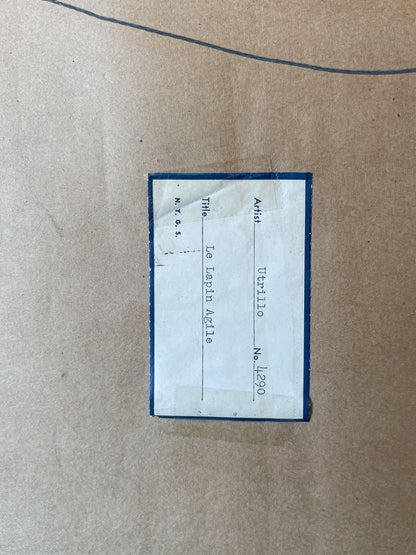 Artist Utrillo No. 4290
Title Le Lapin Agile
N. Y. G. S.